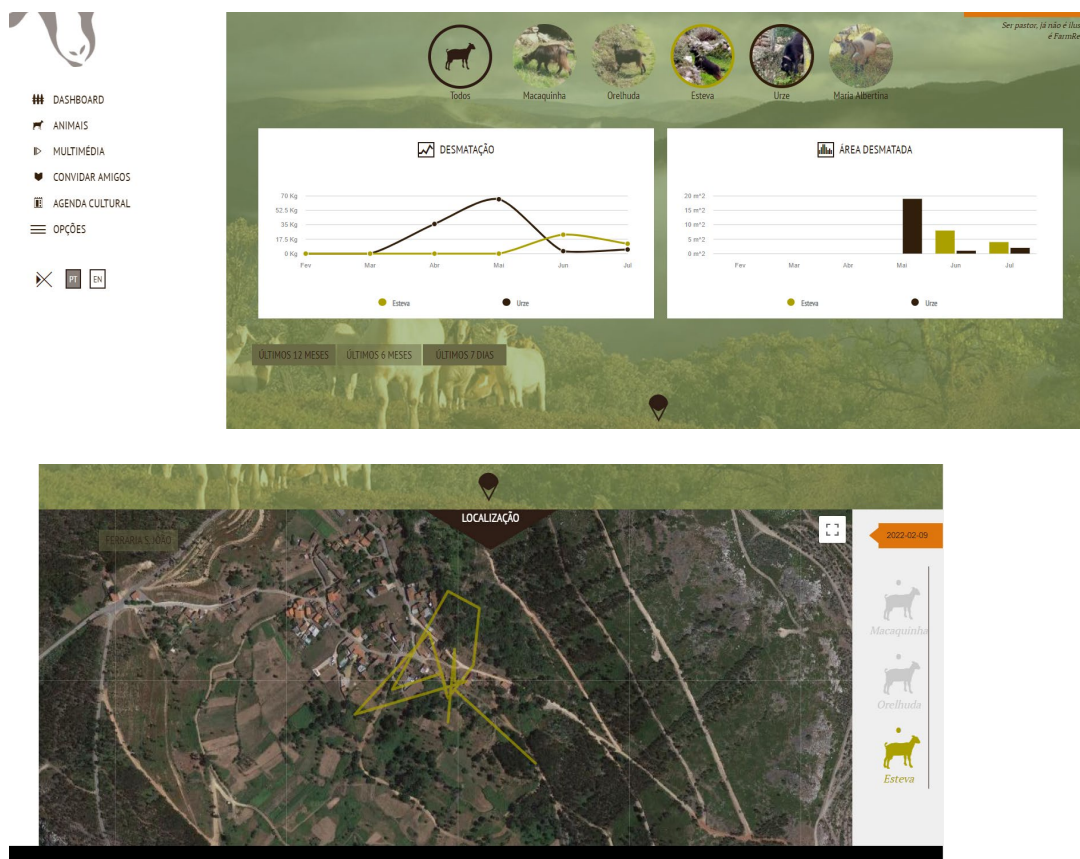 Ser pastor, já não é ilus
é FarmRe
Todos
Macaquinha
Orelhuda
Esteva
Urze
Maria Albertina
DASHBOARD
ANIMAIS
MULTIMÉDIA
CONVIDAR AMIGOS
AGENDA CULTURAL
OPÇÕES
PT
EN
DESMATAÇÃO
70 Kg
52.5 Kg
35 Kg
17.5 Kg
0 Kg
Fev Mar Abr Mai Jun Jul
Esteva Urze
ÁREA DESMATADA
20 m^2
15 m^2
10 m^2
5 m^2
0 m^2
Fev Mar Abr Mai Jun Jul
Esteva Urze
ÚLTIMOS 12 MESES
ÚLTIMOS 6 MESES
ÚLTIMOS 7 DIAS
LOCALIZAÇÃO
FERRARIA S. JOÃO
2022-02-09
Macaquinha
Orelhuda
Esteva